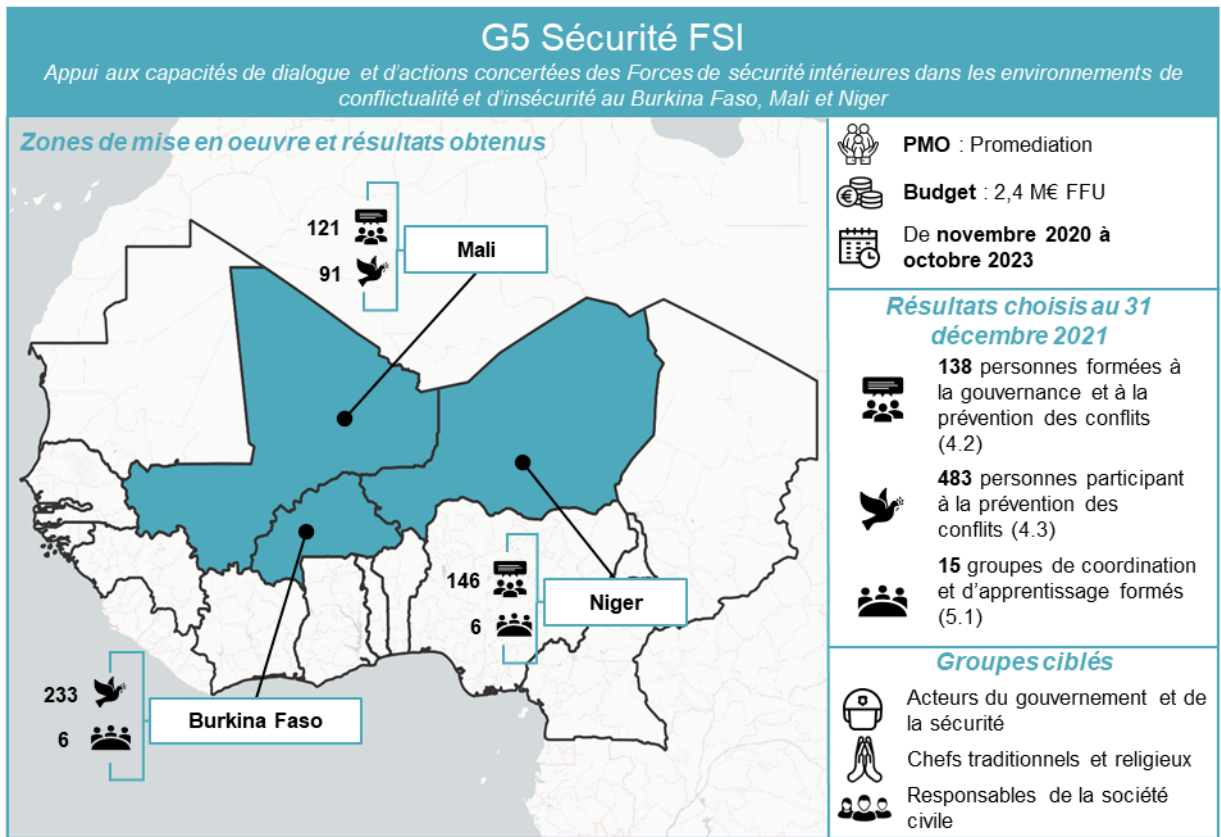 G5 Sécurité FSI
Appui aux capacités de dialogue et d'actions concertées des Forces de sécurité intérieures dans les environnements de
conflictualité et d'insécurité au Burkina Faso, Mali et Niger
Zones de mise en oeuvre et résultats obtenus
121
91
Mali
146
6
Niger
233
6
Burkina Faso
PMO : Promediation
Budget : 2,4 M€ FFU
De novembre 2020 à
octobre 2023
Résultats choisis au 31
décembre 2021
138 personnes formées à
la gouvernance et à la
prévention des conflits
(4.2)
483 personnes participant
à la prévention des
conflits (4.3)
15 groupes de coordination
et d'apprentissage formés
(5.1)
Groupes ciblés
Acteurs du gouvernement et de
la sécurité
Chefs traditionnels et religieux
Responsables de la société
civile